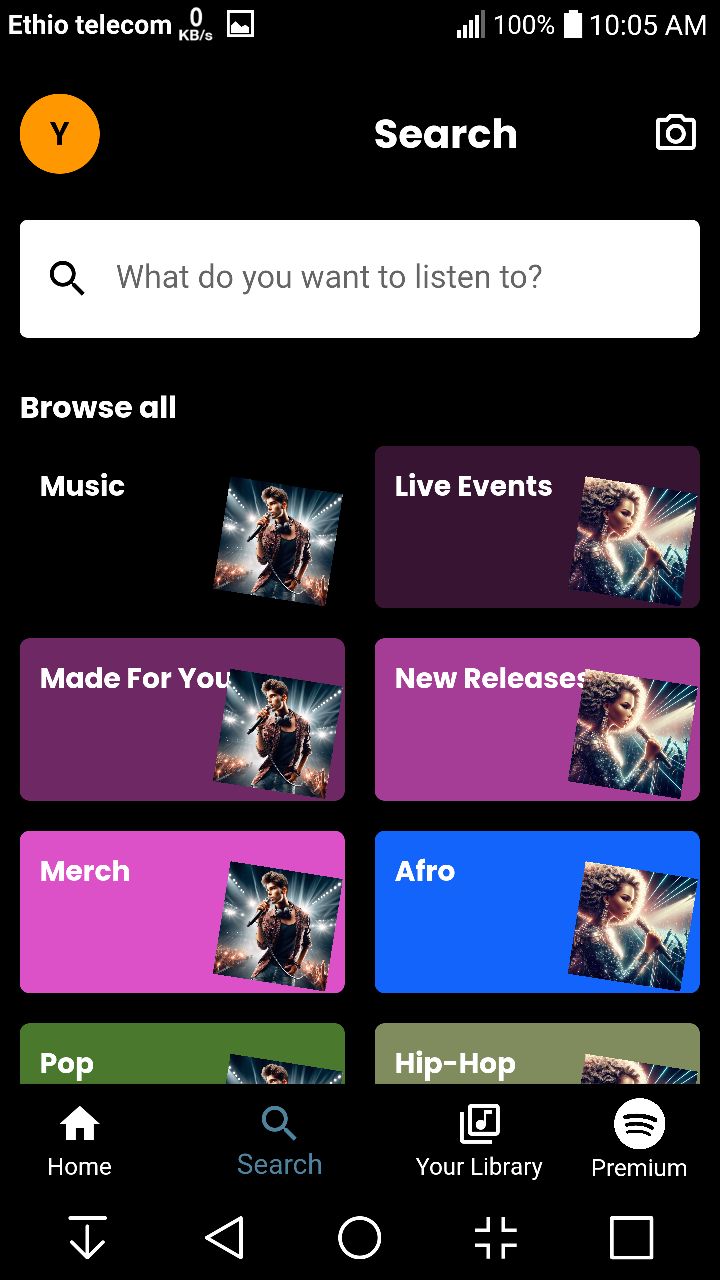 Ethio telecom 0 KB/s 100% 10:05 AM
Y Search
What do you want to listen to?
Browse all
Music Live Events
Made For You New Releases
Merch Afro
Pop Hip-Hop
Home Search Your Library Premium